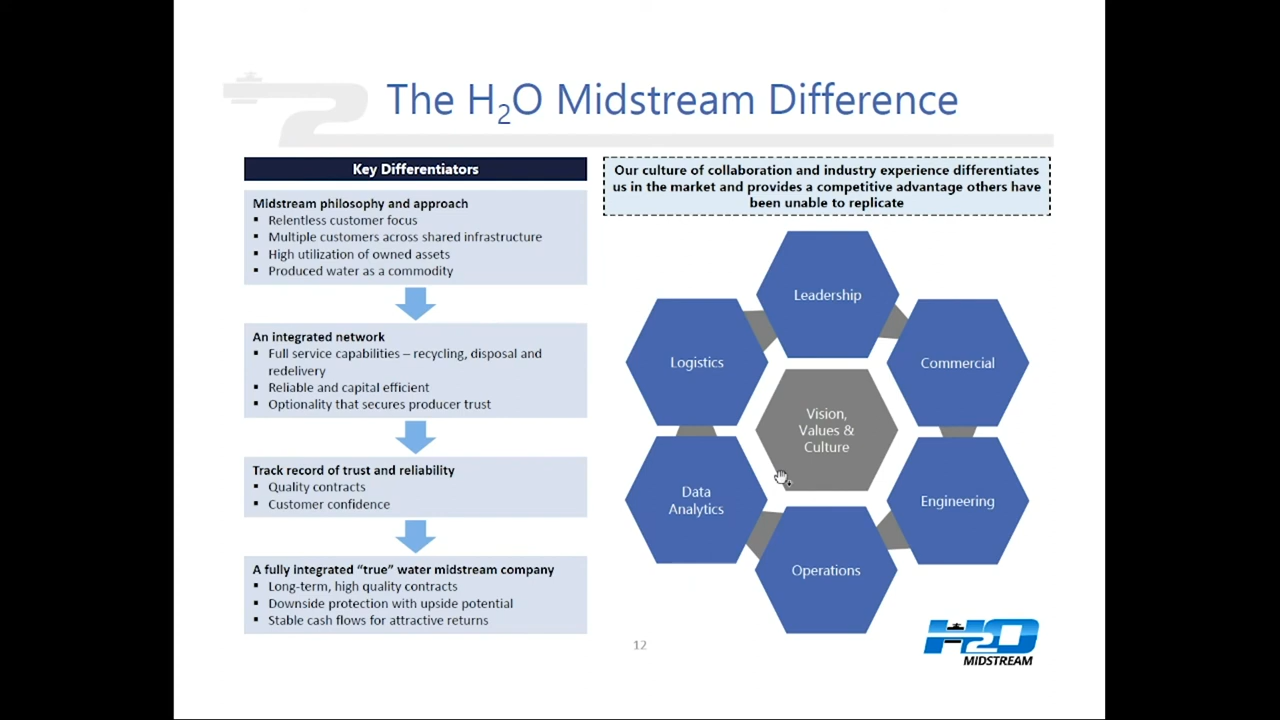 The H2O Midstream Difference
Key Differentiators
Midstream philosophy and approach
▪ Relentless customer focus
▪ Multiple customers across shared infrastructure
▪ High utilization of owned assets
▪ Produced water as a commodity
An integrated network
▪ Full service capabilities – recycling, disposal and
redelivery
▪ Reliable and capital efficient
▪ Optionality that secures producer trust
Track record of trust and reliability
▪ Quality contracts
▪ Customer confidence
A fully integrated “true” water midstream company
▪ Long-term, high quality contracts
▪ Downside protection with upside potential
▪ Stable cash flows for attractive returns
Our culture of collaboration and industry experience differentiates
us in the market and provides a competitive advantage others have
been unable to replicate
Leadership
Logistics
Commercial
Vision,
Values &
Culture
Data
Analytics
Engineering
Operations
12
H2O
MIDSTREAM